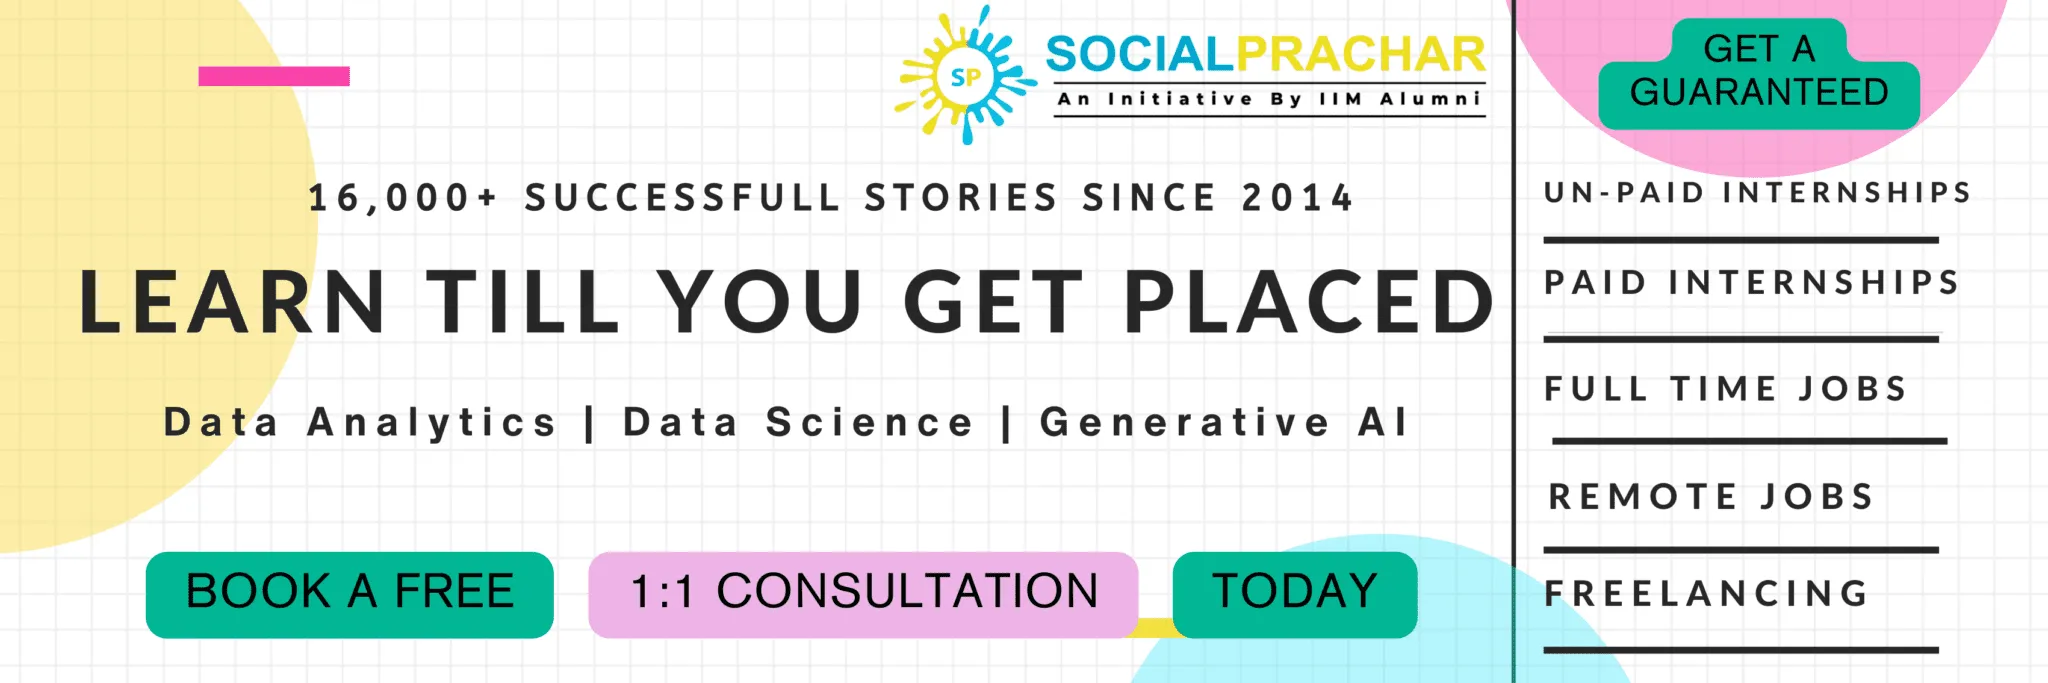 SP
SOCIALPRACHAR
An Initiative By IIM Alumni
16,000+ SUCCESSFULL STORIES SINCE 2014
LEARN TILL YOU GET PLACED
Data Analytics | Data Science | Generative AI
BOOK A FREE
1:1 CONSULTATION
TODAY
GET A
GUARANTEED
UN-PAID INTERNSHIPS
PAID INTERNSHIPS
FULL TIME JOBS
REMOTE JOBS
FREELANCING